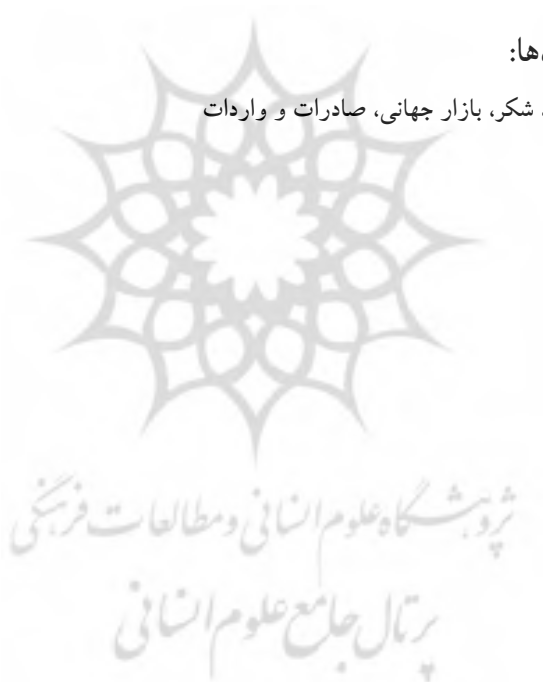 ها:
شکر، بازار جهانی، صادرات و واردات
پژوهشگاه علوم انسانی و مطالعات فرهنگی
پرتال جامع علوم انسانی